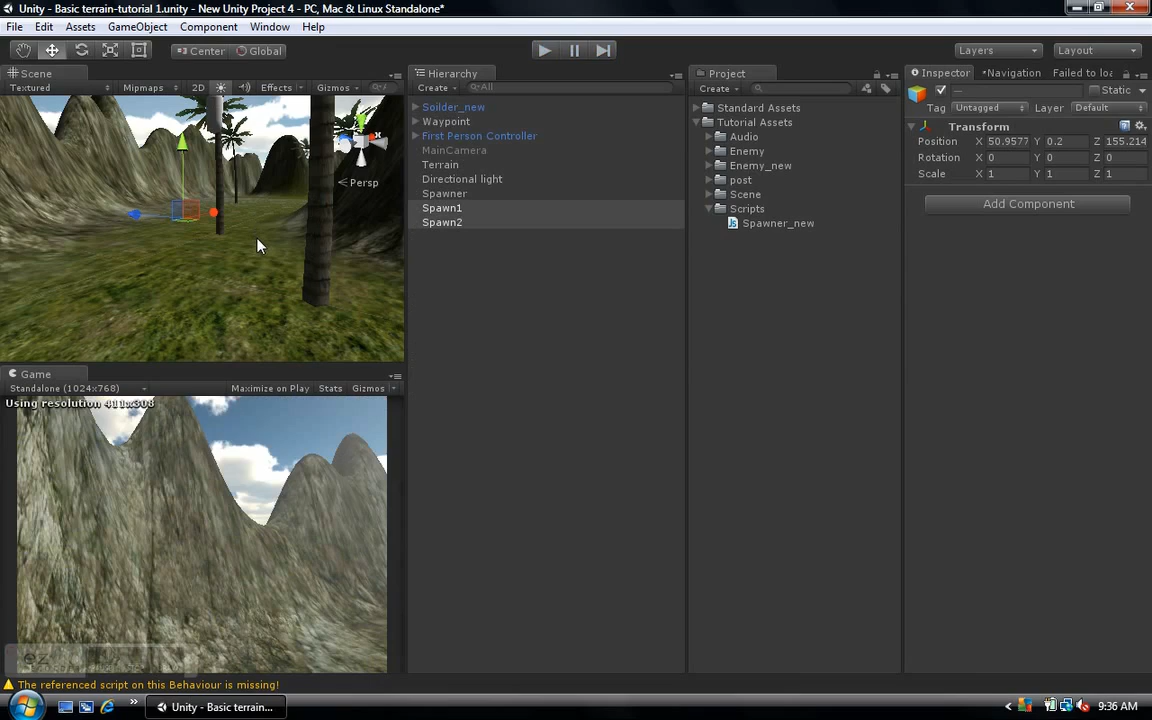 Unity - Basic terrain-tutorial 1.unity - New Unity Project 4 - PC, Mac & Linux Standalone*
File Edit Assets GameObject Component Window Help
Center Global Layers Layout
Scene
Textured Mipmaps 2D Effects Gizmos
x
Persp
Game
Standalone (1024x768) Maximize on Play Stats Gizmos
Using resolution 411x308
Hierarchy
Create All
Soilder_new
Waypoint
First Person Controller
MainCamera
Terrain
Directional light
Spawner
Spawn1
Spawn2
Project
Create
Standard Assets
Tutorial Assets
Audio
Enemy
Enemy_new
post
Scene
Scripts
Js Spawner_new
Inspector Navigation Failed to loa
— Static
Tag Untagged Layer Default
Transform
Position X 50.9577 Y 0.2 Z 155.214
Rotation X 0 Y 0 Z 0
Scale X 1 Y 1 Z 1
Add Component
The referenced script on this Behaviour is missing!
Unity - Basic terrain... 9:36 AM